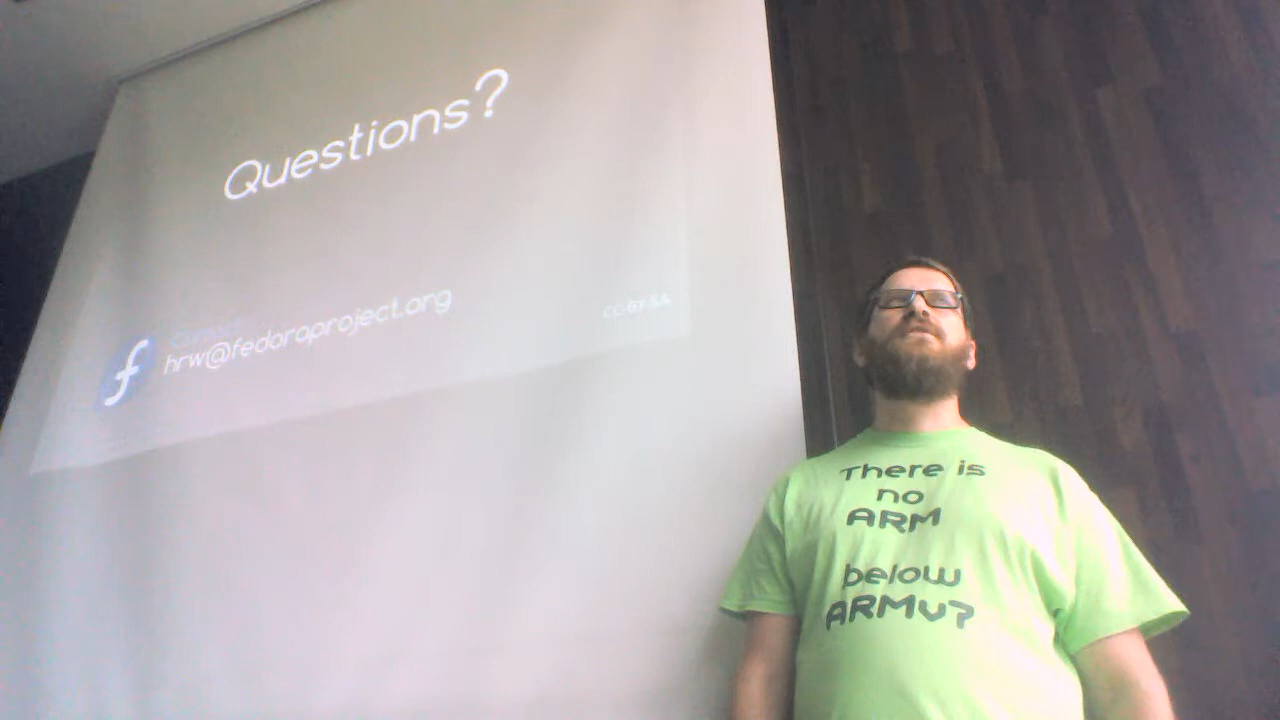 Questions?
hrw@fedoraproject.org
CC-BY SA
There is
no
ARM
below
ARMv7